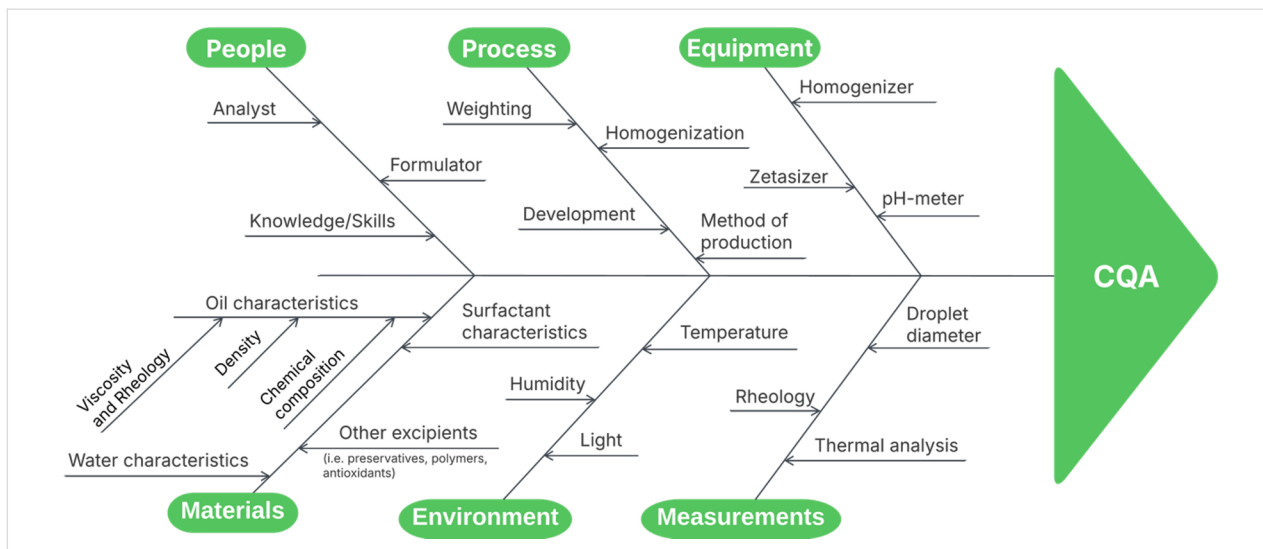 People
Process
Equipment
Analyst
Formulator
Knowledge/Skills
Weighting
Homogenization
Development
Method of
production
Homogenizer
Zetasizer
pH-meter
CQA
Oil characteristics
Viscosity
and Rheology
Density
Chemical
composition
Surfactant
characteristics
Other excipients
(i.e. preservatives, polymers,
antioxidants)
Water characteristics
Temperature
Humidity
Light
Droplet
diameter
Rheology
Thermal analysis
Materials
Environment
Measurements